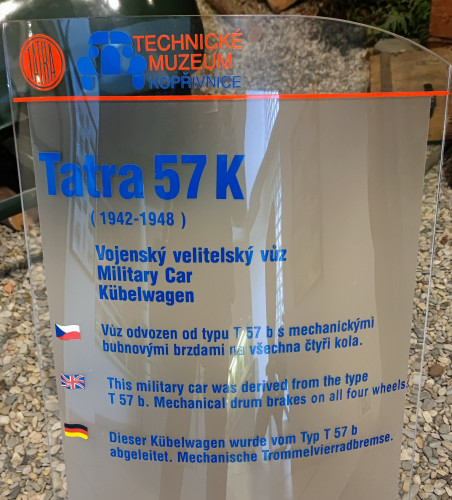 TATRA
TECHNICKÉ
MUZEUM
KOPŘIVNICE
Tatra 57 K
( 1942-1948 )
Vojenský velitelský vůz
Military Car
Kübelwagen
Vůz odvozen od typu T 57 b s mechanickými
bubnovými brzdami na všechna čtyři kola.
This military car was derived from the type
T 57 b. Mechanical drum brakes on all four wheels.
Dieser Kübelwagen wurde vom Typ T 57 b
abgeleitet. Mechanische Trommelvierradbremse.